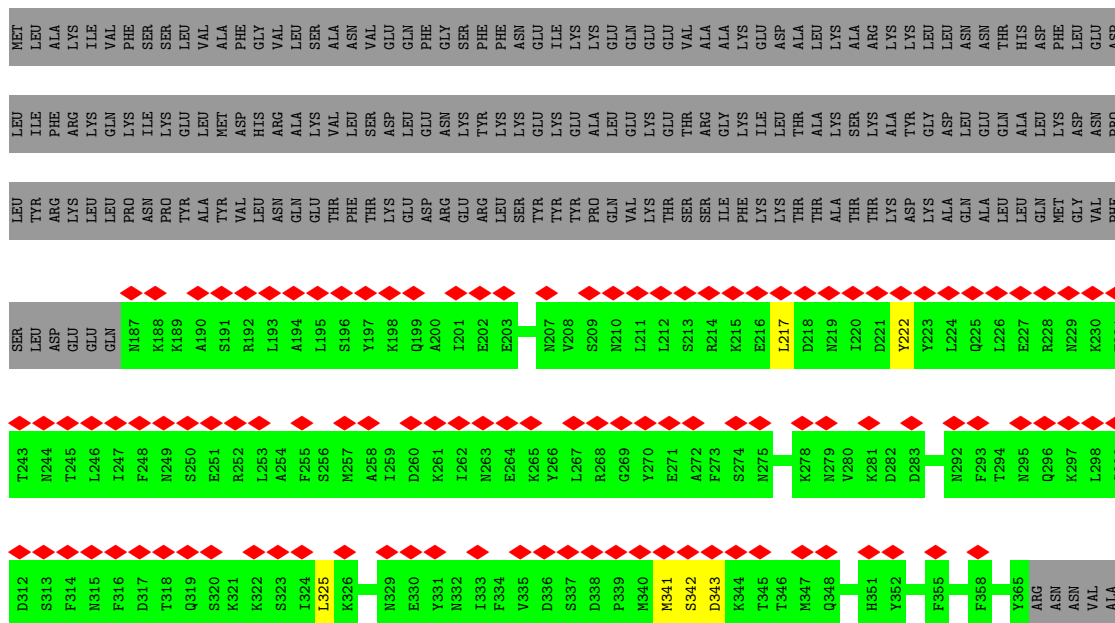 MET LEU ALA LYS ILE VAL PHE SER SER LEU VAL ALA PHE GLY VAL LEU SER ALA ASN VAL GLU GLN PHE GLY SER PHE PHE ASN GLU ILE LYS LYS GLU GLN GLU GLU VAL ALA ALA LYS GLU ASP ALA LEU LYS ALA ARG LYS LYS LEU LEU ASN ASN THR HIS ASP PHE LEU GLU ASP
LEU ILE PHE ARG LYS GLN LYS ILE LYS GLU LEU MET ASP HIS ARG ALA LYS VAL LEU SER ASP LEU GLU ASN LYS TYR LYS LYS GLU LYS GLU ALA LEU GLU LYS GLU THR ARG GLY LYS ILE LEU THR ALA LYS SER LYS ALA TYR GLY ASP LEU GLU GLN ALA LEU LYS ASP ASN PRO
LEU TYR ARG LYS LEU LEU PRO ASN PRO TYR ALA TYR VAL LEU ASN GLN GLU THR PHE THR LYS GLU ASP ARG GLU ARG LEU SER TYR TYR TYR PRO GLN VAL LYS THR SER SER ILE PHE LYS LYS THR THR ALA THR THR LYS ASP LYS ALA GLN ALA LEU LEU GLN MET GLY VAL PHE
SER LEU ASP GLU GLU GLN N187 K188 K189 A190 S191 R192 L193 A194 L195 S196 Y197 K198 Q199 A200 I201 E202 E203 N207 V208 S209 N210 L211 L212 S213 R214 K215 E216 L217 D218 N219 I220 D221 Y222 Y223 L224 Q225 L226 E227 R228 N229 K230
T243 N244 T245 L246 I247 F248 N249 S250 E251 R252 L253 A254 F255 S256 M257 A258 I259 D260 K261 I262 N263 E264 K265 Y266 L267 R268 G269 Y270 E271 A272 F273 S274 N275 K278 N279 V280 K281 D282 D283 N292 F293 T294 N295 Q296 K297 L298
D312 S313 F314 N315 F316 D317 T318 Q319 S320 K321 K322 S323 I324 L325 K326 N329 E330 Y331 N332 I333 F334 V335 D336 S337 D338 P339 M340 M341 S342 D343 K344 T345 T346 M347 Q348 H351 Y352 F355 F358 Y365 ARG ASN ASN VAL ALA